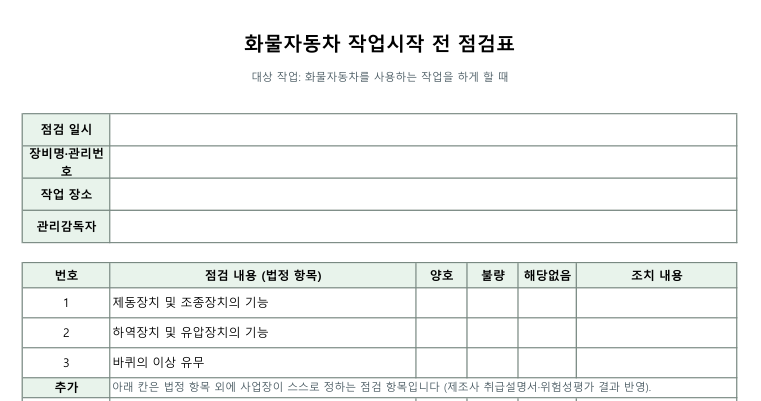 화물자동차 작업시작 전 점검표
대상 작업: 화물자동차를 사용하는 작업을 하게 할 때
점검 일시
장비명·관리번
호
작업 장소
관리감독자
번호 점검 내용 (법정 항목) 양호 불량 해당없음 조치 내용
1 제동장치 및 조종장치의 기능
2 하역장치 및 유압장치의 기능
3 바퀴의 이상 유무
추가 아래 칸은 법정 항목 외에 사업장이 스스로 정하는 점검 항목입니다 (제조사 취급설명서·위험성평가 결과 반영).